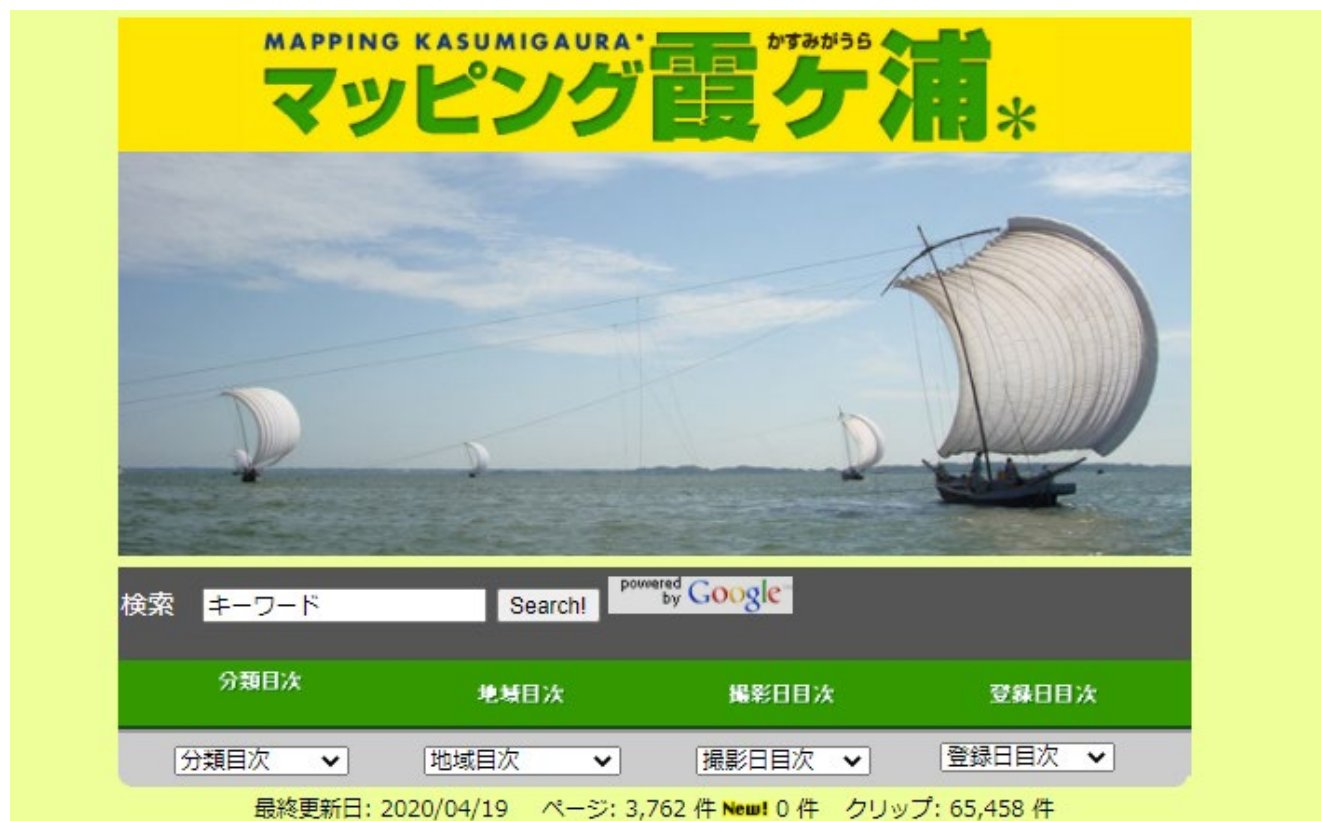 MAPPING KASUMIGAURA*
かすみがうら
マッピング霞ヶ浦*
検索 キーワード Search! powered by Google
分類目次 地域目次 撮影日目次 登録日目次
分類目次 地域目次 撮影日目次 登録日目次
最終更新日: 2020/04/19 ページ: 3,762 件 New! 0 件 クリップ: 65,458 件